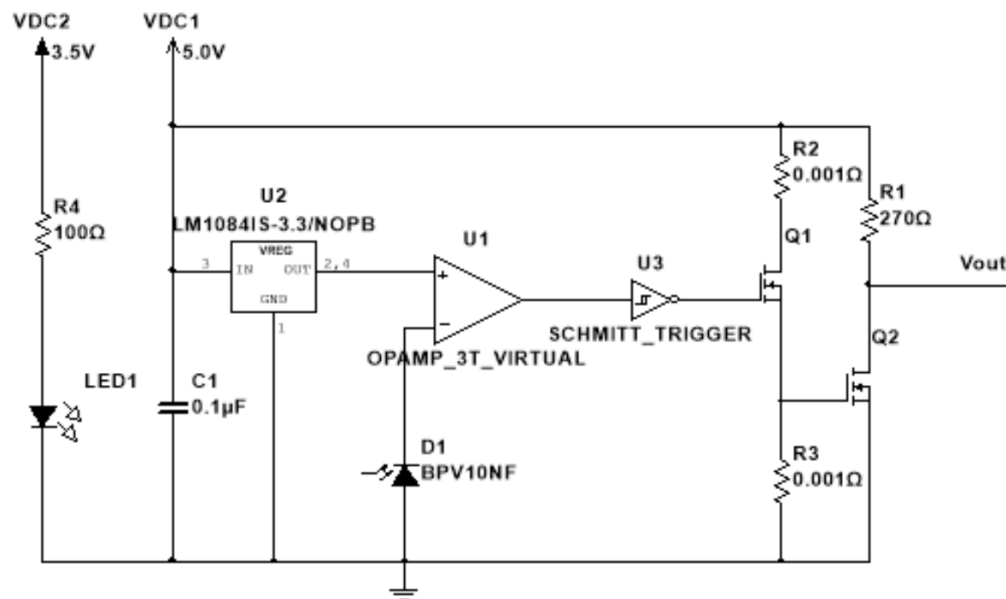 VDC2
3.5V
VDC1
5.0V
R2
0.001Ω
R1
270Ω
R4
100Ω
U2
LM1084IS-3.3/NOPB
VREG
3
IN
OUT
2,4
GND
1
U1
+
−
OPAMP_3T_VIRTUAL
U3
SCHMITT_TRIGGER
Q1
Vout
Q2
LED1
C1
0.1µF
D1
BPV10NF
R3
0.001Ω